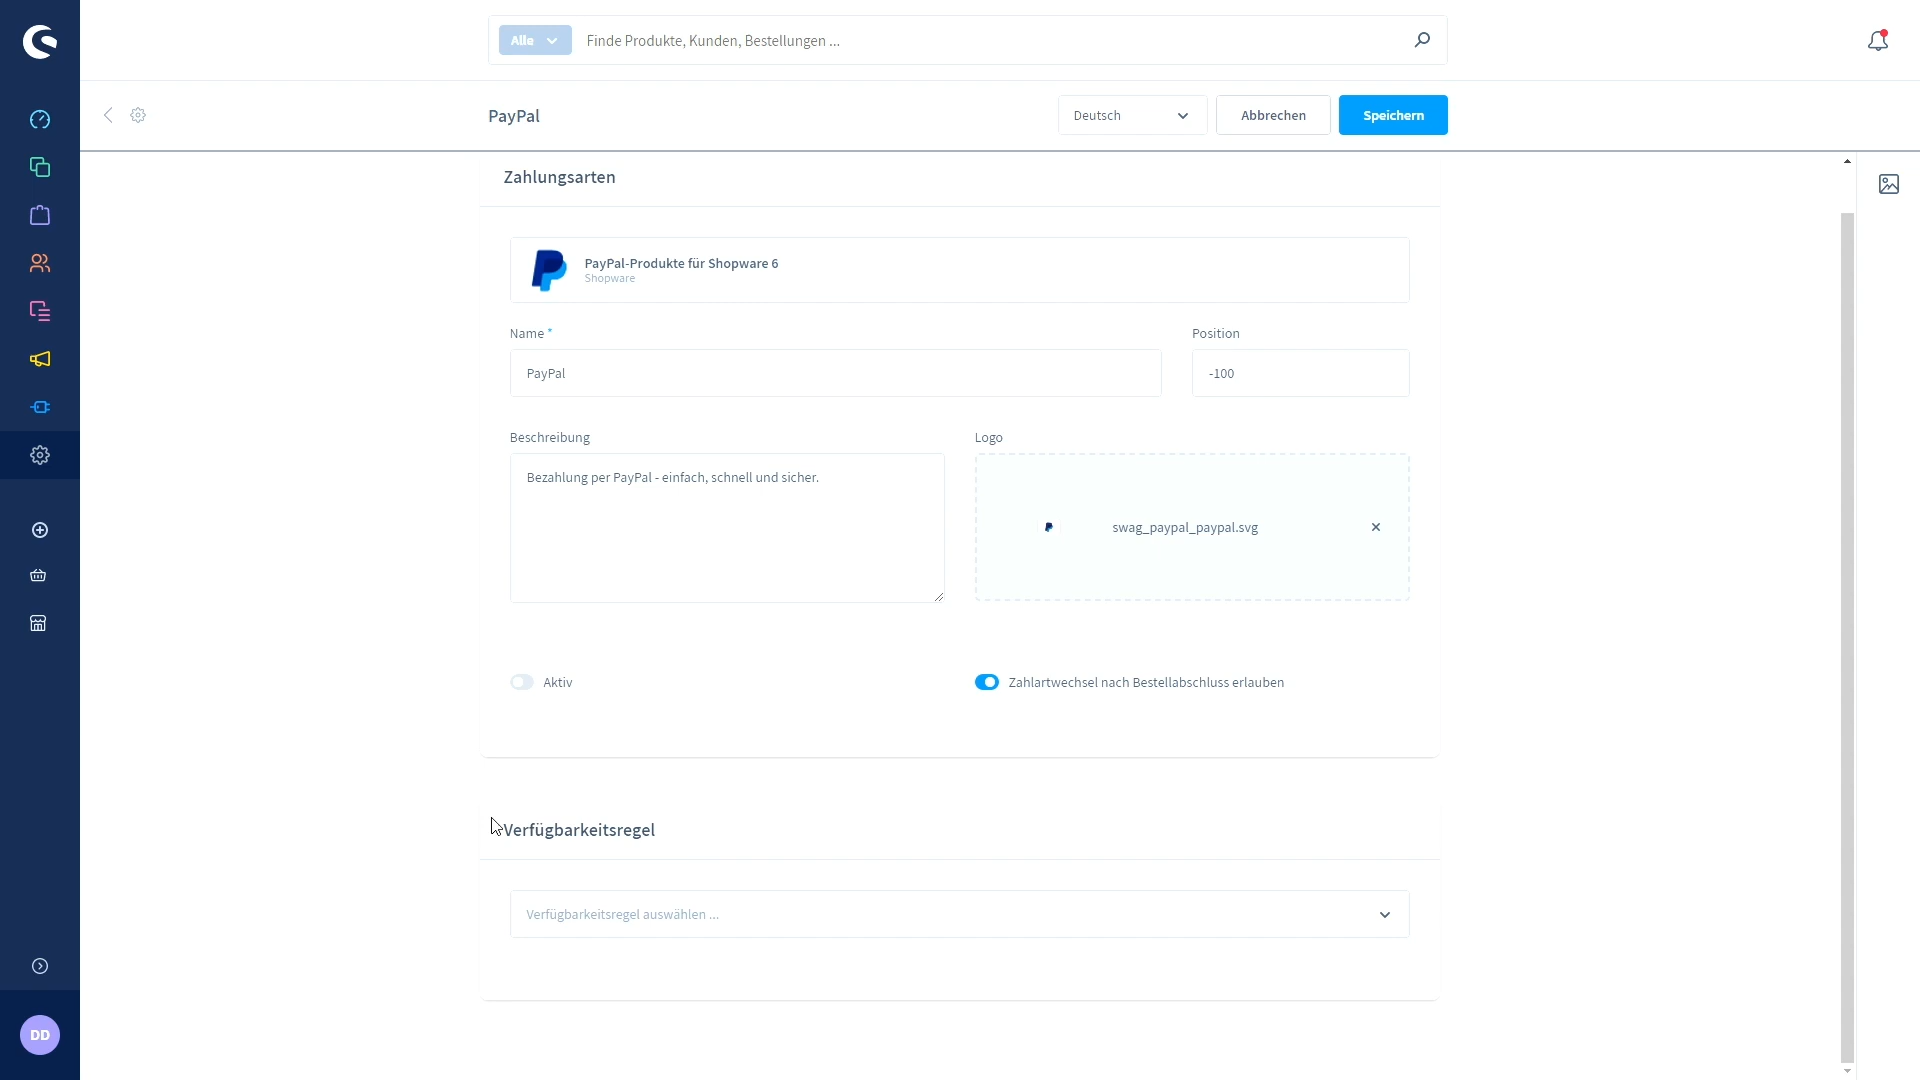 Alle
Finde Produkte, Kunden, Bestellungen ...
PayPal
Deutsch
Abbrechen
Speichern
Zahlungsarten
PayPal-Produkte für Shopware 6
Shopware
Name *
Position
PayPal
-100
Beschreibung
Logo
Bezahlung per PayPal - einfach, schnell und sicher.
swag_paypal_paypal.svg
Aktiv
Zahlartwechsel nach Bestellabschluss erlauben
Verfügbarkeitsregel
Verfügbarkeitsregel auswählen ...
DD